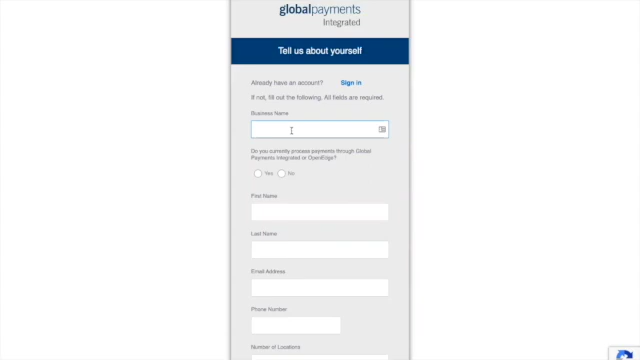 globalpayments
Integrated
Tell us about yourself
Already have an account? Sign in
If not, fill out the following. All fields are required.
Business Name
Do you currently process payments through Global
Payments Integrated or OpenEdge?
Yes No
First Name
Last Name
Email Address
Phone Number
Number of Locations